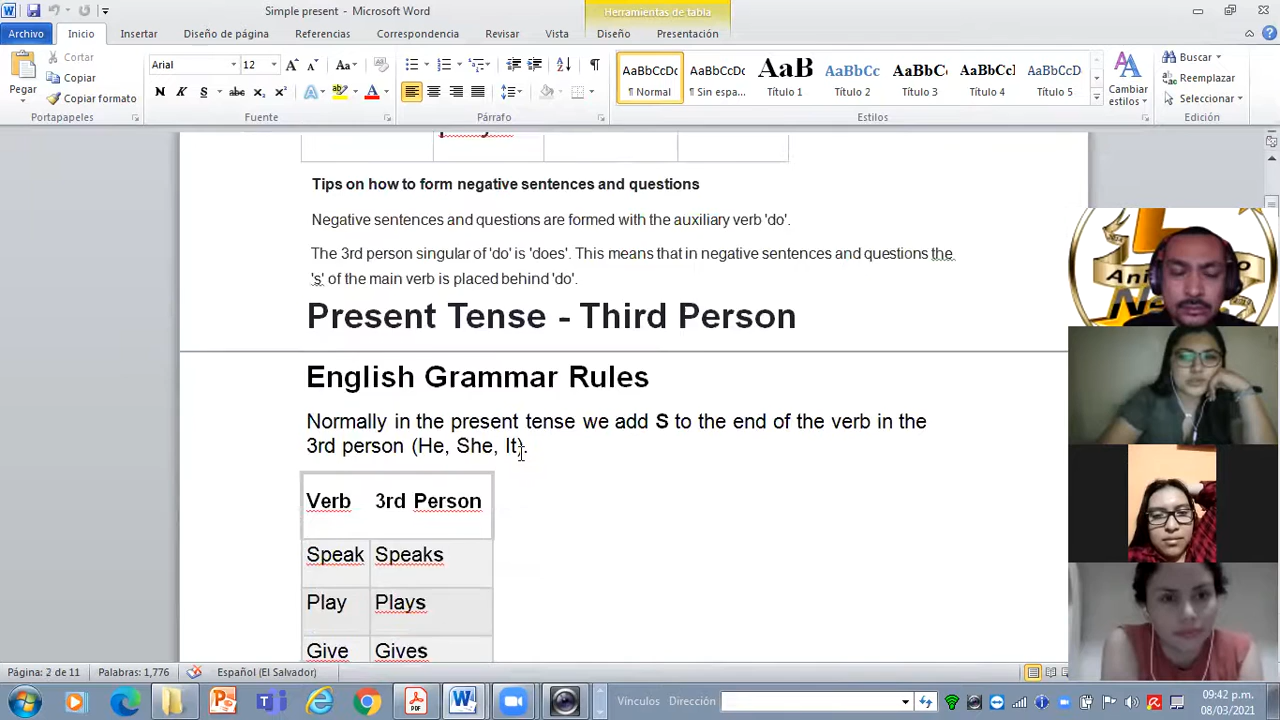 Simple present - Microsoft Word
Herramientas de tabla
Archivo Inicio Insertar Diseño de página Referencias Correspondencia Revisar Vista Diseño Presentación
Pegar
Cortar
Copiar
Copiar formato
Portapapeles
Arial 12
Fuente
Párrafo
AaBbCcDc AaBbCcDc AaB AaBbCc AaBbC AaBbCcI AaBbCcD
¶ Normal ¶ Sin espa... Título 1 Título 2 Título 3 Título 4 Título 5
Cambiar estilos
Estilos
Buscar
Reemplazar
Seleccionar
Edición
Tips on how to form negative sentences and questions
Negative sentences and questions are formed with the auxiliary verb 'do'.
The 3rd person singular of 'do' is 'does'. This means that in negative sentences and questions the
's' of the main verb is placed behind 'do'.
Present Tense - Third Person
English Grammar Rules
Normally in the present tense we add S to the end of the verb in the
3rd person (He, She, It).
Verb 3rd Person
Speak Speaks
Play Plays
Give Gives
Página: 2 de 11 Palabras: 1,776 Español (El Salvador)
Vínculos Dirección
09:42 p.m.
08/03/2021